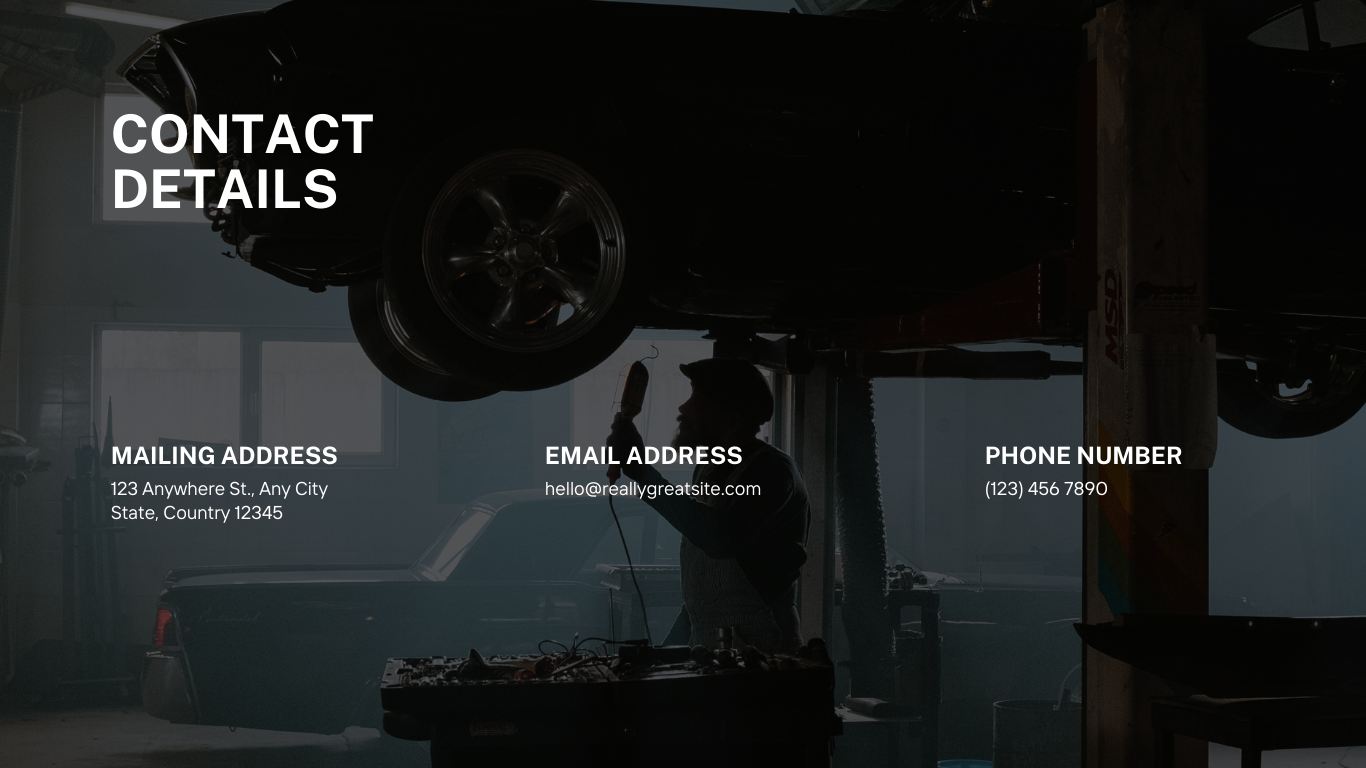 CONTACT
DETAILS
MAILING ADDRESS
123 Anywhere St., Any City
State, Country 12345
EMAIL ADDRESS
hello@reallygreatsite.com
PHONE NUMBER
(123) 456 7890
MSD